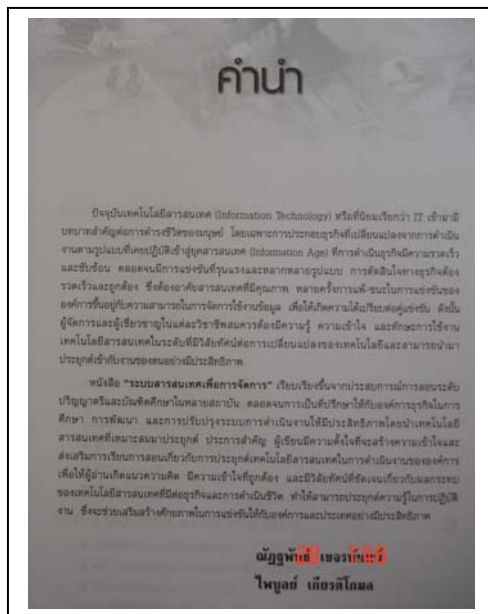 คำนำ
ปัจจุบันเทคโนโลยีสารสนเทศ (Information Technology) หรือที่นิยมเรียกว่า IT เข้ามามี
บทบาทสำคัญต่อการดำรงชีวิตของมนุษย์ โดยเฉพาะการประกอบธุรกิจที่เปลี่ยนแปลงจากการดำเนิน
งานตามรูปแบบที่เคยปฏิบัติเข้าสู่ยุคสารสนเทศ (Information Age) ที่การดำเนินธุรกิจมีความรวดเร็ว
และซับซ้อน ตลอดจนมีการแข่งขันที่รุนแรงและหลากหลายรูปแบบ การตัดสินใจทางธุรกิจต้อง
รวดเร็วและถูกต้อง ซึ่งต้องอาศัยสารสนเทศที่มีคุณภาพ หลายครั้งการแพ้-ชนะในการแข่งขันของ
องค์การขึ้นอยู่กับความสามารถในการจัดการใช้งานข้อมูล เพื่อให้เกิดความได้เปรียบต่อคู่แข่งขัน ดังนั้น
ผู้จัดการและผู้เชี่ยวชาญในแต่ละวิชาชีพสมควรต้องมีความรู้ ความเข้าใจ และทักษะการใช้งาน
เทคโนโลยีสารสนเทศในระดับที่มีวิสัยทัศน์ต่อการเปลี่ยนแปลงของเทคโนโลยีและสามารถนำมา
ประยุกต์เข้ากับงานของตนอย่างมีประสิทธิภาพ
หนังสือ "ระบบสารสนเทศเพื่อการจัดการ" เรียบเรียงขึ้นจากประสบการณ์การสอนระดับ
ปริญญาตรีและบัณฑิตศึกษาในหลายสถาบัน ตลอดจนการเป็นที่ปรึกษาให้กับองค์การธุรกิจในการ
ศึกษา การพัฒนา และการปรับปรุงระบบการดำเนินงานให้มีประสิทธิภาพโดยนำเทคโนโลยี
สารสนเทศที่เหมาะสมมาประยุกต์ ประการสำคัญ ผู้เขียนมีความตั้งใจที่จะสร้างความเข้าใจและ
ส่งเสริมการเรียนการสอนเกี่ยวกับการประยุกต์เทคโนโลยีสารสนเทศในการดำเนินงานขององค์การ
เพื่อให้ผู้อ่านเกิดแนวความคิด มีความเข้าใจที่ถูกต้อง และมีวิสัยทัศน์ที่ชัดเจนเกี่ยวกับผลกระทบ
ของเทคโนโลยีสารสนเทศที่มีต่อธุรกิจและการดำเนินชีวิต ทำให้สามารถประยุกต์ความรู้ในการปฏิบัติ
งาน ซึ่งจะช่วยเสริมสร้างศักยภาพในการแข่งขันให้กับองค์การและประเทศอย่างมีประสิทธิภาพ
ณัฏฐพันธ์
ไพบูลย์ เกียรติโกมล